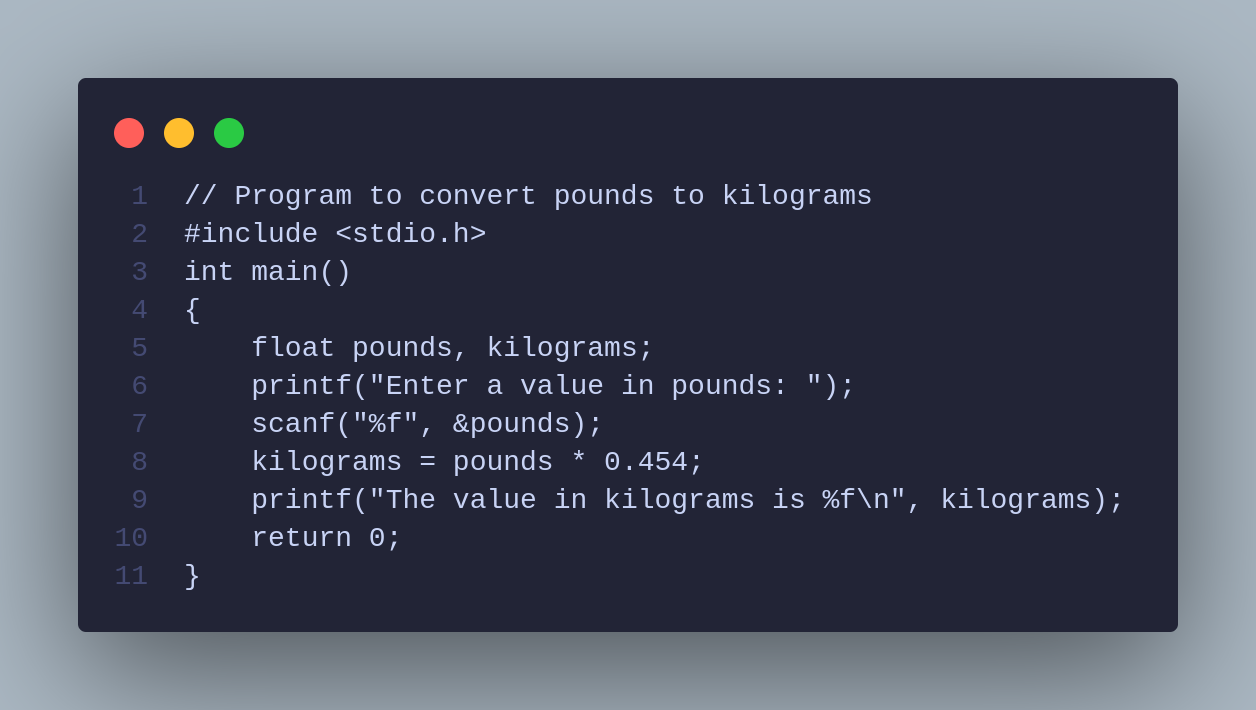 1 // Program to convert pounds to kilograms
2 #include <stdio.h>
3 int main()
4 {
5     float pounds, kilograms;
6     printf("Enter a value in pounds: ");
7     scanf("%f", &pounds);
8     kilograms = pounds * 0.454;
9     printf("The value in kilograms is %f\n", kilograms);
10     return 0;
11 }